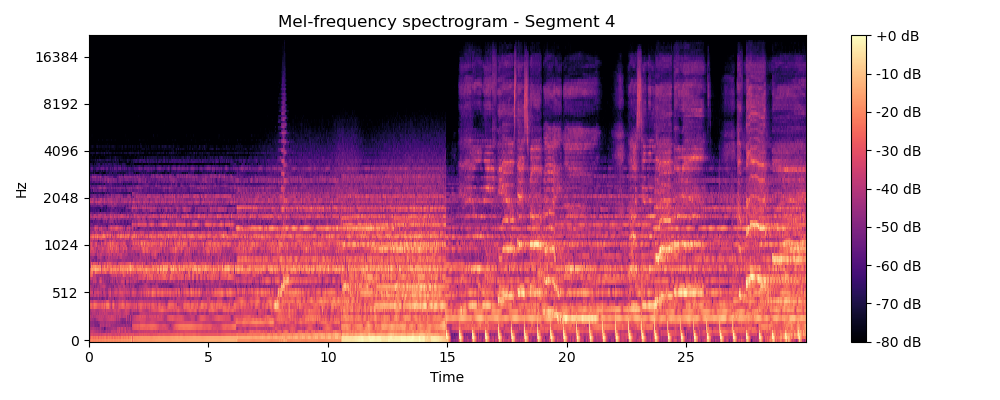 Mel-frequency spectrogram - Segment 4
Hz
16384
8192
4096
2048
1024
512
0
0 5 10 15 20 25
Time
+0 dB
-10 dB
-20 dB
-30 dB
-40 dB
-50 dB
-60 dB
-70 dB
-80 dB